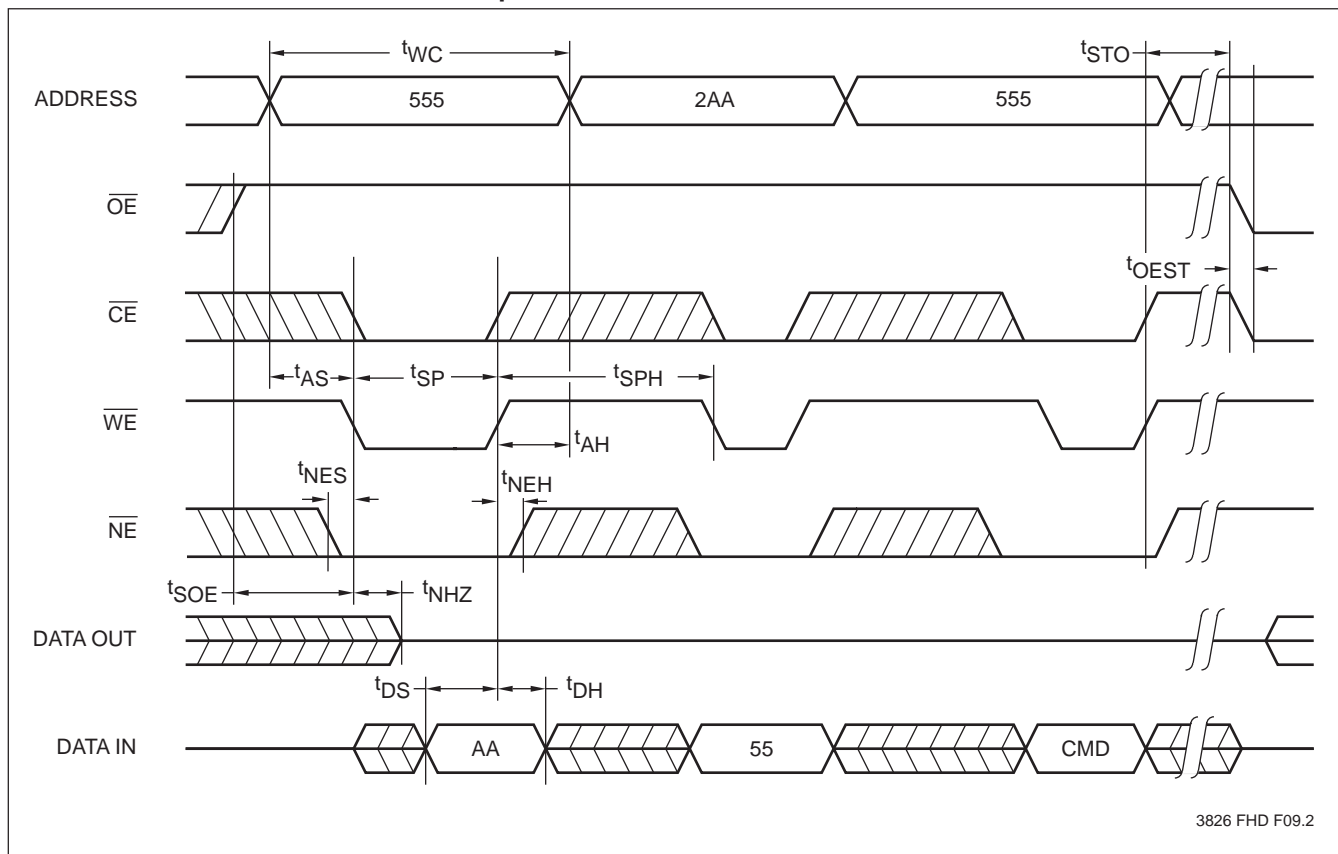 tWC
tSTO
ADDRESS 555 2AA 555
OE
tOEST
CE
tAS tSP tSPH
WE
tAH
tNES tNEH
NE
tSOE tNHZ
DATA OUT
tDS tDH
DATA IN AA 55 CMD
3826 FHD F09.2